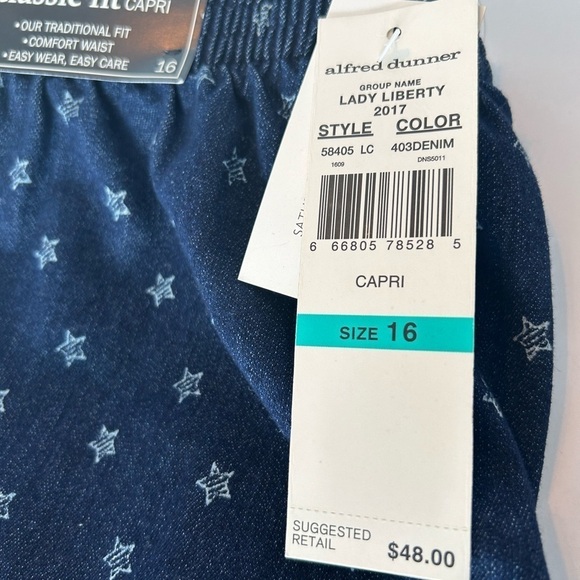 classic fit CAPRI
•OUR TRADITIONAL FIT
•COMFORT WAIST
•EASY WEAR, EASY CARE 16
alfred dunner
GROUP NAME
LADY LIBERTY
2017
STYLE COLOR
58405 LC 403DENIM
1609 DNS5011
6 66805 78528 5
CAPRI
SIZE 16
SUGGESTED
RETAIL $48.00